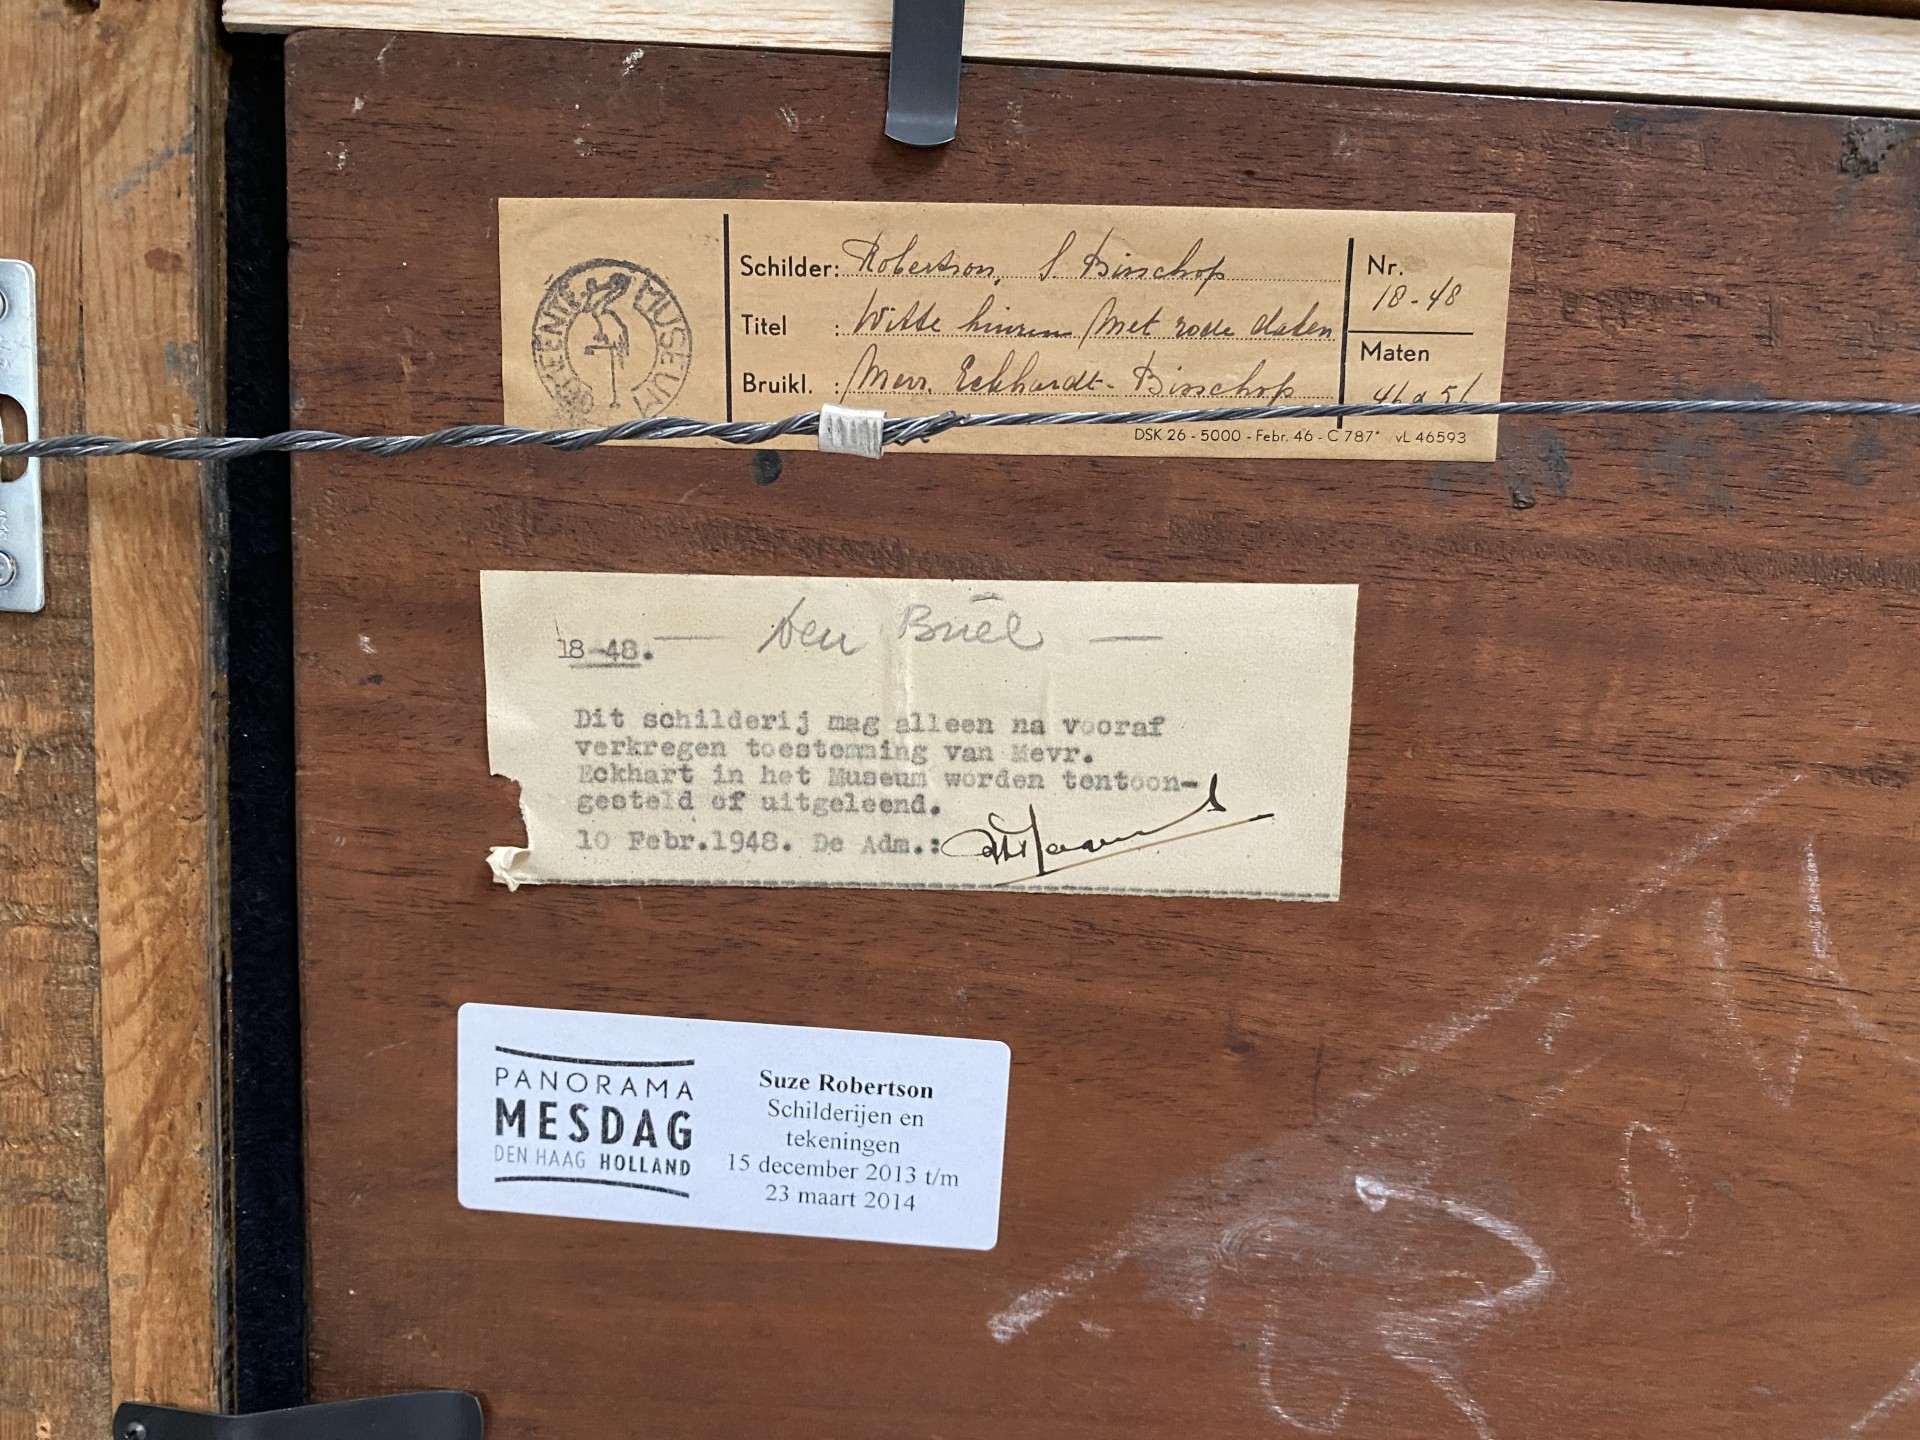 GEMEENTE MUSEUM
Schilder: Robertson, S. Bisschop
Titel : Witte huizen Met rode daken
Bruikl. : Mevr. Eckhardt-Bisschop
Nr.
18-48
Maten
DSK 26 - 5000 - Febr. 46 - C 787* vL 46593
18-48. — den Briel —
Dit schilderij mag alleen na vooraf
verkregen toestemming van Mevr.
Eckhart in het Museum worden tentoon-
gesteld of uitgeleend.
10 Febr.1948. De Adm.:
PANORAMA
MESDAG
DEN HAAG HOLLAND
Suze Robertson
Schilderijen en
tekeningen
15 december 2013 t/m
23 maart 2014